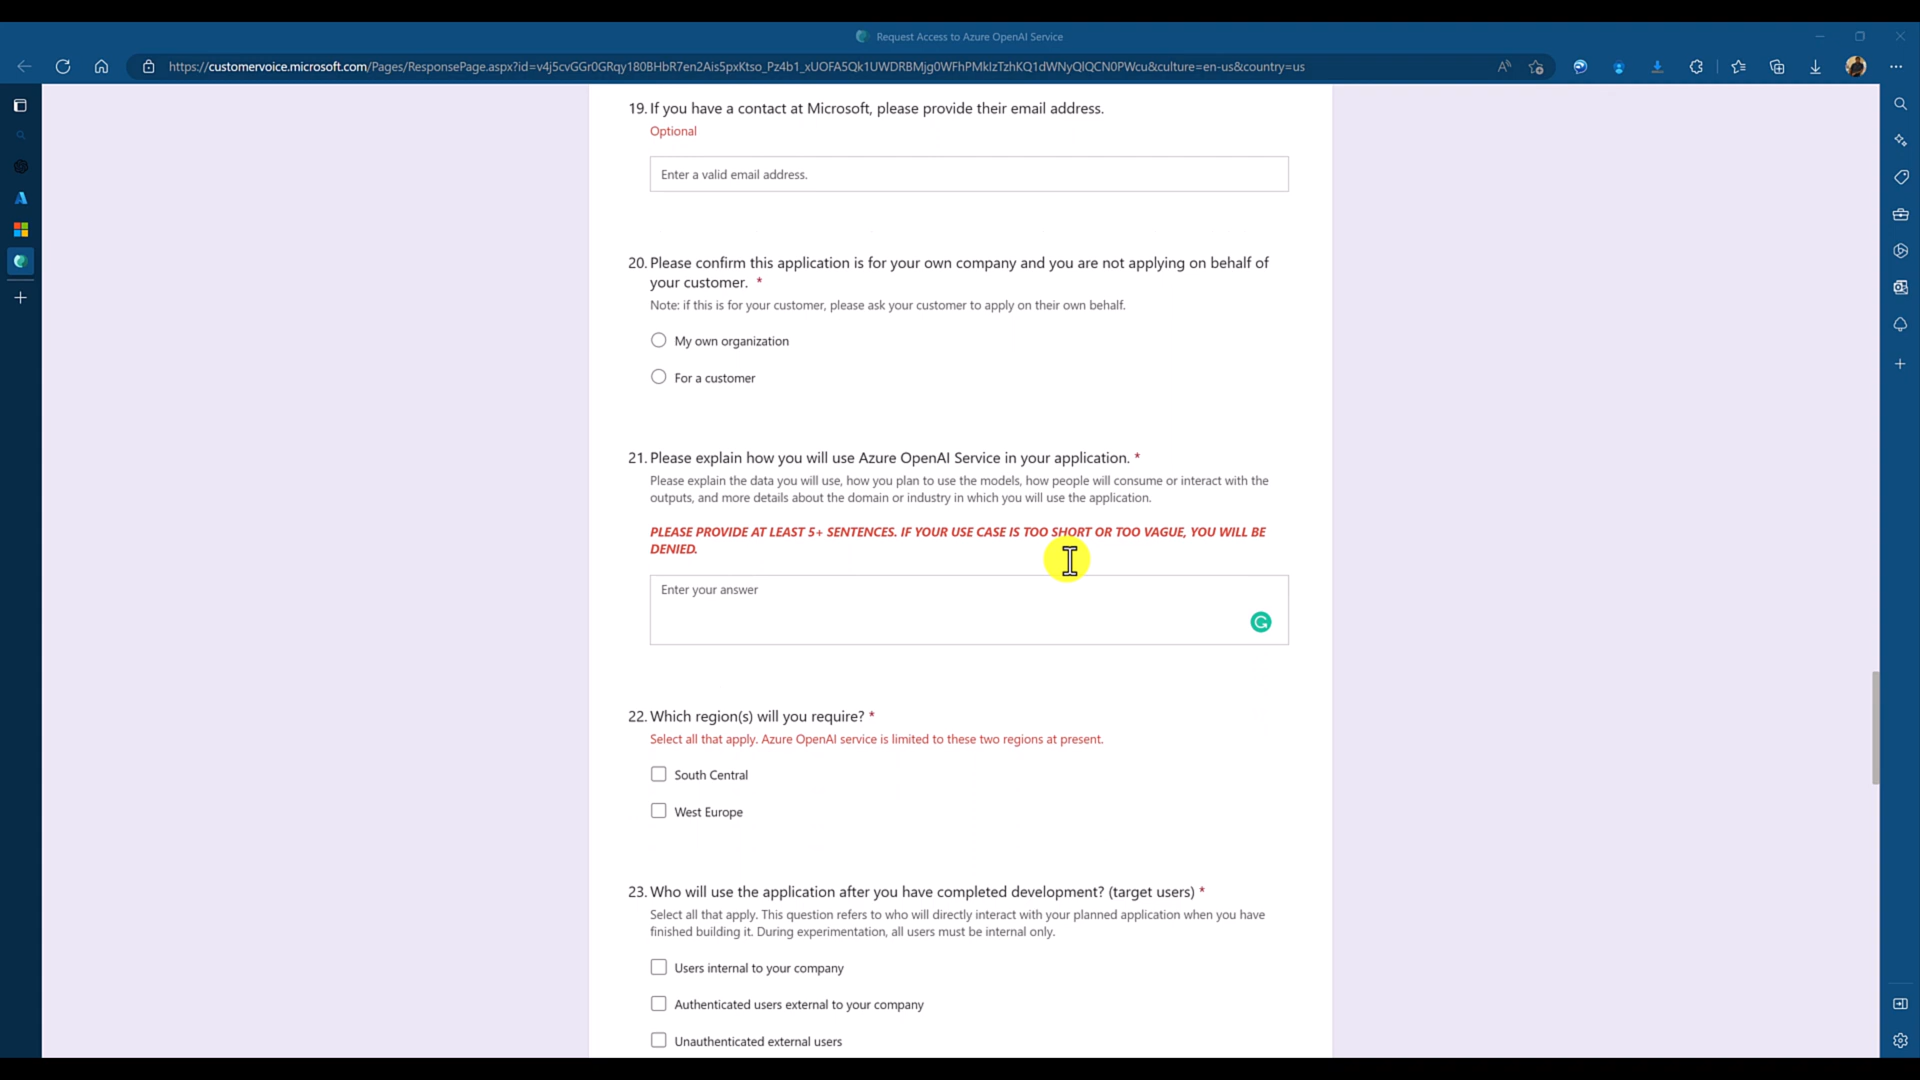 Request Access to Azure OpenAI Service
https://customervoice.microsoft.com/Pages/ResponsePage.aspx?id=v4j5cvGGr0GRqy180BHbR7en2Ais5pxKtso_Pz4b1_xUOFA5Qk1UWDRBMjg0WFhPMkIzTzhKQ1dWNyQlQCN0PWcu&culture=en-us&country=us
19. If you have a contact at Microsoft, please provide their email address.
Optional
Enter a valid email address.
20. Please confirm this application is for your own company and you are not applying on behalf of
your customer. *
Note: if this is for your customer, please ask your customer to apply on their own behalf.
My own organization
For a customer
21. Please explain how you will use Azure OpenAI Service in your application. *
Please explain the data you will use, how you plan to use the models, how people will consume or interact with the
outputs, and more details about the domain or industry in which you will use the application.
PLEASE PROVIDE AT LEAST 5+ SENTENCES. IF YOUR USE CASE IS TOO SHORT OR TOO VAGUE, YOU WILL BE
DENIED.
Enter your answer
22. Which region(s) will you require? *
Select all that apply. Azure OpenAI service is limited to these two regions at present.
South Central
West Europe
23. Who will use the application after you have completed development? (target users) *
Select all that apply. This question refers to who will directly interact with your planned application when you have
finished building it. During experimentation, all users must be internal only.
Users internal to your company
Authenticated users external to your company
Unauthenticated external users